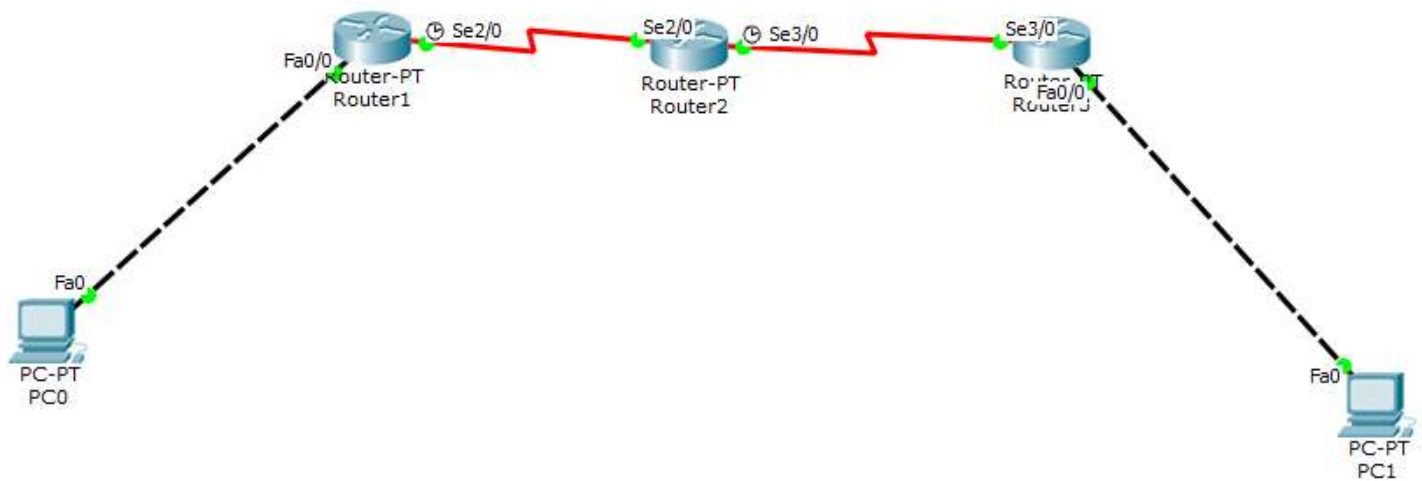 Se2/0
Se2/0
Se3/0
Se3/0
Fa0/0
Router-PT
Router1
Router-PT
Router2
Fa0/0
Fa0
PC-PT
PC0
Fa0
PC-PT
PC1